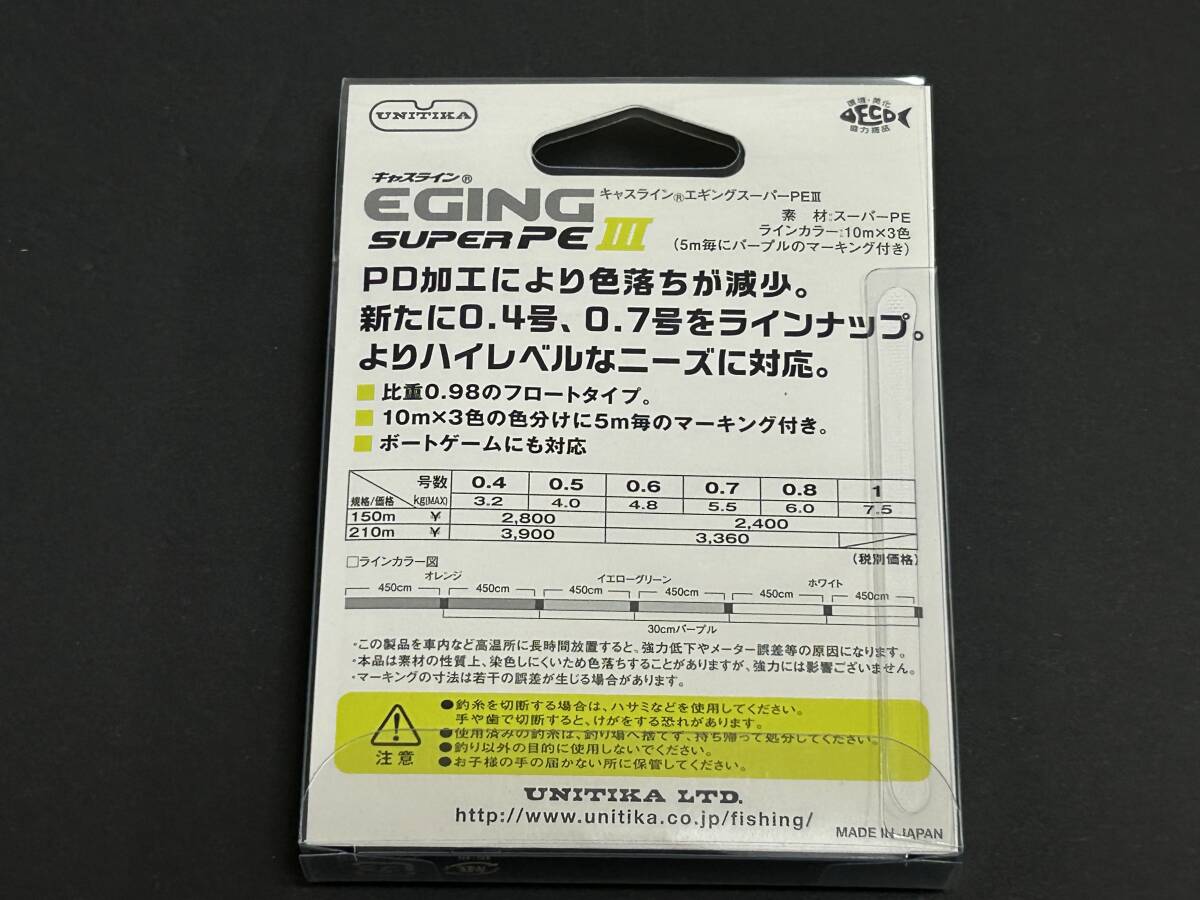 UNITIKA
環境・美化
ECO
協力商品
キャスライン®
EGING
SUPER PE III
キャスライン®エギングスーパーPEⅢ
素 材:スーパーPE
ラインカラー:10m×3色
(5m毎にパープルのマーキング付き)
PD加工により色落ちが減少。
新たに0.4号、0.7号をラインナップ。
よりハイレベルなニーズに対応。
比重0.98のフロートタイプ。
10m×3色の色分けに5m毎のマーキング付き。
ボートゲームにも対応
号数 0.4 0.5 0.6 0.7 0.8 1
規格/価格 kg(MAX) 3.2 4.0 4.8 5.5 6.0 7.5
150m ¥ 2,800 2,400
210m ¥ 3,900 3,360
(税別価格)
□ラインカラー図
オレンジ イエローグリーン ホワイト
450cm 450cm 450cm 450cm 450cm 450cm
30cmパープル
・この製品を車内など高温所に長時間放置すると、強力低下やメーター誤差等の原因になります。
・本品は素材の性質上、染色しにくいため色落ちすることがありますが、強力には影響ございません。
・マーキングの寸法は若干の誤差が生じる場合があります。
注意
●釣糸を切断する場合は、ハサミなどを使用してください。
手や歯で切断すると、けがをする恐れがあります。
●使用済みの釣糸は、釣り場へ捨てず、持ち帰って処分してください。
●釣り以外の目的に使用しないでください。
●お子様の手の届かない所に保管してください。
UNITIKA LTD.
http://www.unitika.co.jp/fishing/
MADE IN JAPAN